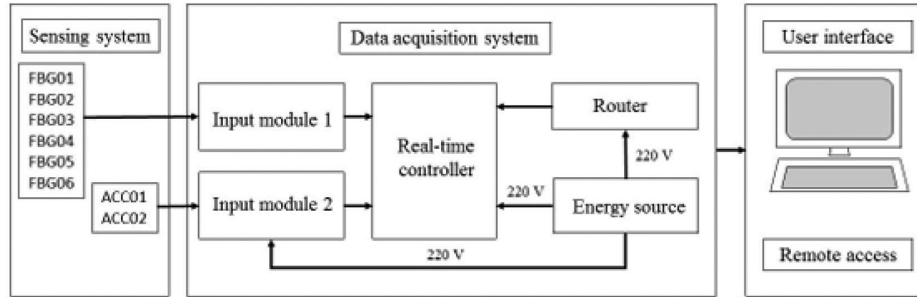 Sensing system
FBG01
FBG02
FBG03
FBG04
FBG05
FBG06
ACC01
ACC02
Data acquisition system
Input module 1
Input module 2
Real-time
controller
Router
220 V
220 V
Energy source
220 V
User interface
Remote access